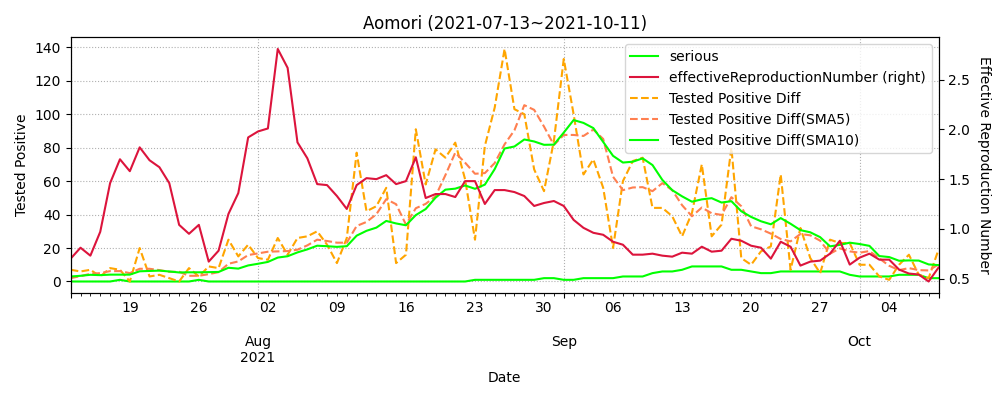 Aomori (2021-07-13~2021-10-11)
serious
effectiveReproductionNumber (right)
Tested Positive Diff
Tested Positive Diff(SMA5)
Tested Positive Diff(SMA10)
Tested Positive
140
120
100
80
60
40
20
0
Effective Reproduction Number
2.5
2.0
1.5
1.0
0.5
19 26 02 09 16 23 30 06 13 20 27 04
Aug Sep Oct
2021
Date